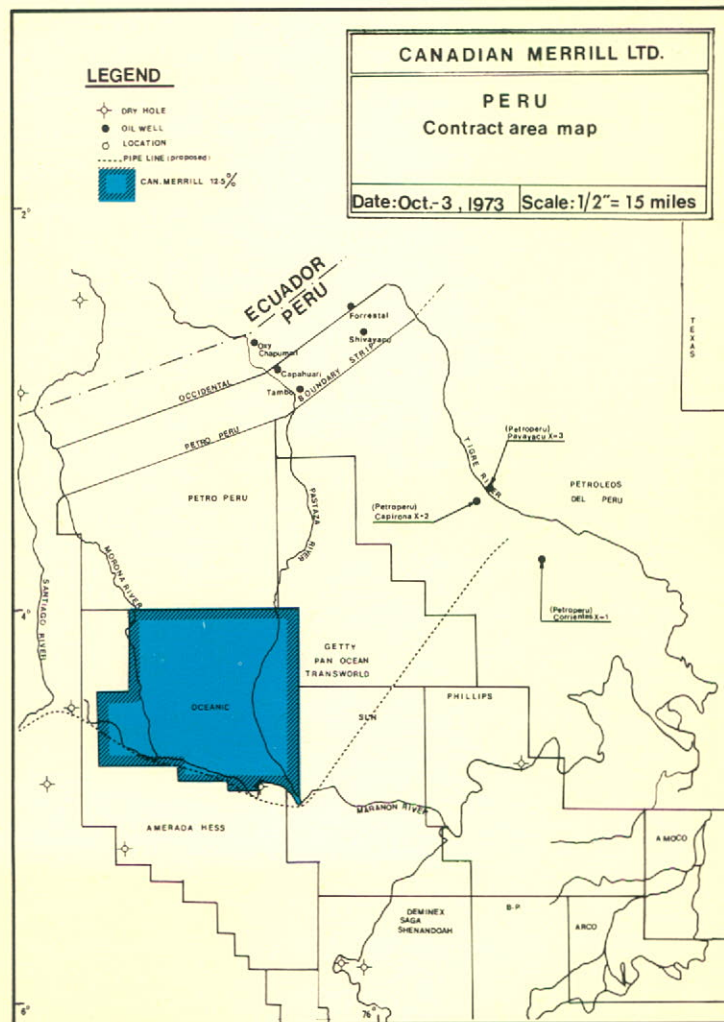 CANADIAN MERRILL LTD.
PERU
Contract area map
Date: Oct.-3, 1973
Scale: 1/2″= 15 miles
LEGEND
DRY HOLE
OIL WELL
LOCATION
PIPE LINE (proposed)
CAN. MERRILL 12.5%
2°
ECUADOR
PERU
TEXAS
Forrental
Shivayacu
Oxy
Chapumari
Capahuari
Tambo
OCCIDENTAL
BOUNDARY STRIP
PETRO PERU
(Petroperu)
Pavayacu X-3
TIGRE RIVER
PETROLEOS
DEL PERU
PETRO PERU
PASTAZA RIVER
(Petroperu)
Capirona X-2
MORONA RIVER
SANTIAGO RIVER
(Petroperu)
Corrientes X-1
4°
GETTY
PAN OCEAN
TRANSWORLD
PHILLIPS
OCEANIC
SUN
MARANON RIVER
AMERADA HESS
AMOCO
DEMINEX
SAGA
SHENANDOAH
B-P
ARCO
6°
76°